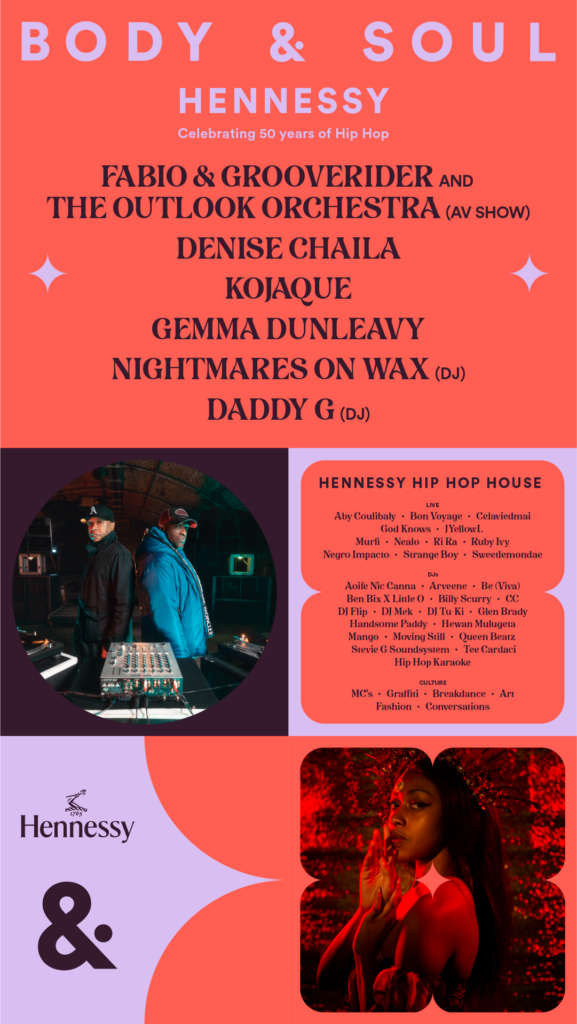 BODY & SOUL
HENNESSY
Celebrating 50 years of Hip Hop
FABIO & GROOVERIDER AND
THE OUTLOOK ORCHESTRA (AV SHOW)
DENISE CHAILA
KOJAQUE
GEMMA DUNLEAVY
NIGHTMARES ON WAX (DJ)
DADDY G (DJ)
HENNESSY HIP HOP HOUSE
LIVE
Aby Coulibaly • Bon Voyage • Celaviedmai
God Knows • JYellowL
Murli • Nealo • Ri Ra • Ruby Ivy
Negro Impacto • Strange Boy • Sweetlemondae
DJs
Aoife Nic Canna • Arveene • Be (Viva)
Ben Bix X Little O • Billy Scurry • CC
DJ Flip • DJ Mek • DJ Tu Ki • Glen Brady
Handsome Paddy • Hewan Mulugeta
Mango • Moving Still • Queen Beatz
Stevie G Soundsystem • Tee Cardaci
Hip Hop Karaoke
CULTURE
MC's • Graffiti • Breakdance • Art
Fashion • Conversations
A
1765
Hennessy
&